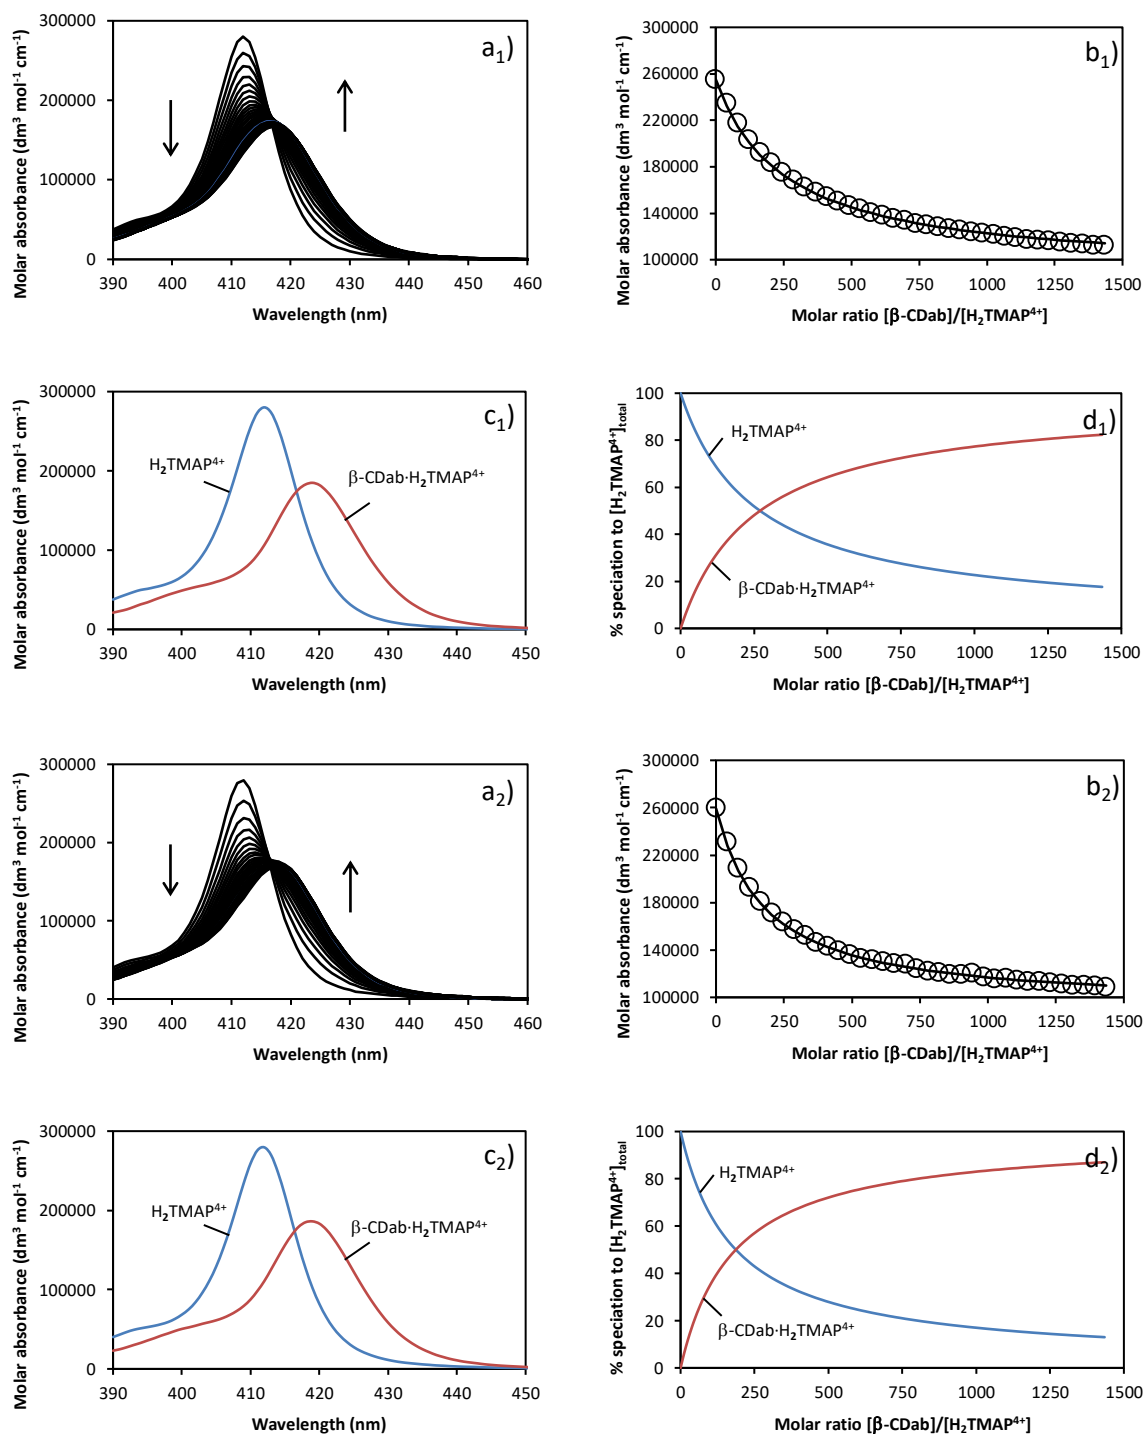 a₁)
Molar absorbance (dm³ mol⁻¹ cm⁻¹)
300000
200000
100000
0
390 400 410 420 430 440 450 460
Wavelength (nm)
b₁)
Molar absorbance (dm³ mol⁻¹ cm⁻¹)
300000
260000
220000
180000
140000
100000
0 250 500 750 1000 1250 1500
Molar ratio [β-CDab]/[H₂TMAP⁴⁺]
c₁)
Molar absorbance (dm³ mol⁻¹ cm⁻¹)
300000
200000
100000
0
H₂TMAP⁴⁺
β-CDab·H₂TMAP⁴⁺
390 400 410 420 430 440 450
Wavelength (nm)
d₁)
% speciation to [H₂TMAP⁴⁺]total
100
80
60
40
20
0
H₂TMAP⁴⁺
β-CDab·H₂TMAP⁴⁺
0 250 500 750 1000 1250 1500
Molar ratio [β-CDab]/[H₂TMAP⁴⁺]
a₂)
Molar absorbance (dm³ mol⁻¹ cm⁻¹)
300000
200000
100000
0
390 400 410 420 430 440 450 460
Wavelength (nm)
b₂)
Molar absorbance (dm³ mol⁻¹ cm⁻¹)
300000
260000
220000
180000
140000
100000
0 250 500 750 1000 1250 1500
Molar ratio [β-CDab]/[H₂TMAP⁴⁺]
c₂)
Molar absorbance (dm³ mol⁻¹ cm⁻¹)
300000
200000
100000
0
H₂TMAP⁴⁺
β-CDab·H₂TMAP⁴⁺
390 400 410 420 430 440 450
Wavelength (nm)
d₂)
% speciation to [H₂TMAP⁴⁺]total
100
80
60
40
20
0
H₂TMAP⁴⁺
β-CDab·H₂TMAP⁴⁺
0 250 500 750 1000 1250 1500
Molar ratio [β-CDab]/[H₂TMAP⁴⁺]